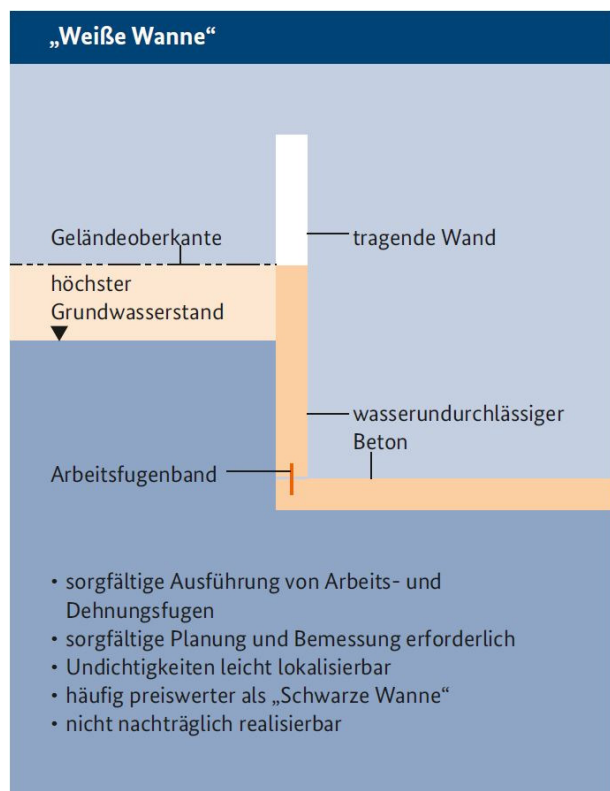 „Weiße Wanne“
Geländeoberkante
tragende Wand
höchster
Grundwasserstand
wasserundurchlässiger
Beton
Arbeitsfugenband
• sorgfältige Ausführung von Arbeits- und
Dehnungsfugen
• sorgfältige Planung und Bemessung erforderlich
• Undichtigkeiten leicht lokalisierbar
• häufig preiswerter als „Schwarze Wanne“
• nicht nachträglich realisierbar